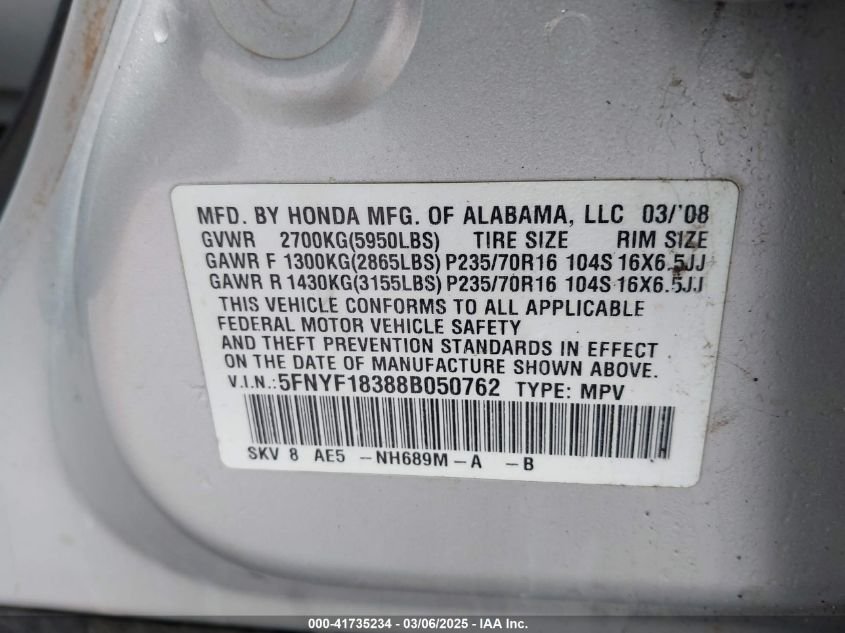 MFD. BY HONDA MFG. OF ALABAMA, LLC 03/'08
GVWR 2700KG(5950LBS) TIRE SIZE RIM SIZE
GAWR F 1300KG(2865LBS) P235/70R16 104S 16X6.5JJ
GAWR R 1430KG(3155LBS) P235/70R16 104S 16X6.5JJ
THIS VEHICLE CONFORMS TO ALL APPLICABLE
FEDERAL MOTOR VEHICLE SAFETY
AND THEFT PREVENTION STANDARDS IN EFFECT
ON THE DATE OF MANUFACTURE SHOWN ABOVE.
V.I.N.:5FNYF18388B050762 TYPE: MPV
SKV 8 AE5 -NH689M-A -B
000-41735234 - 03/06/2025 - IAA Inc.